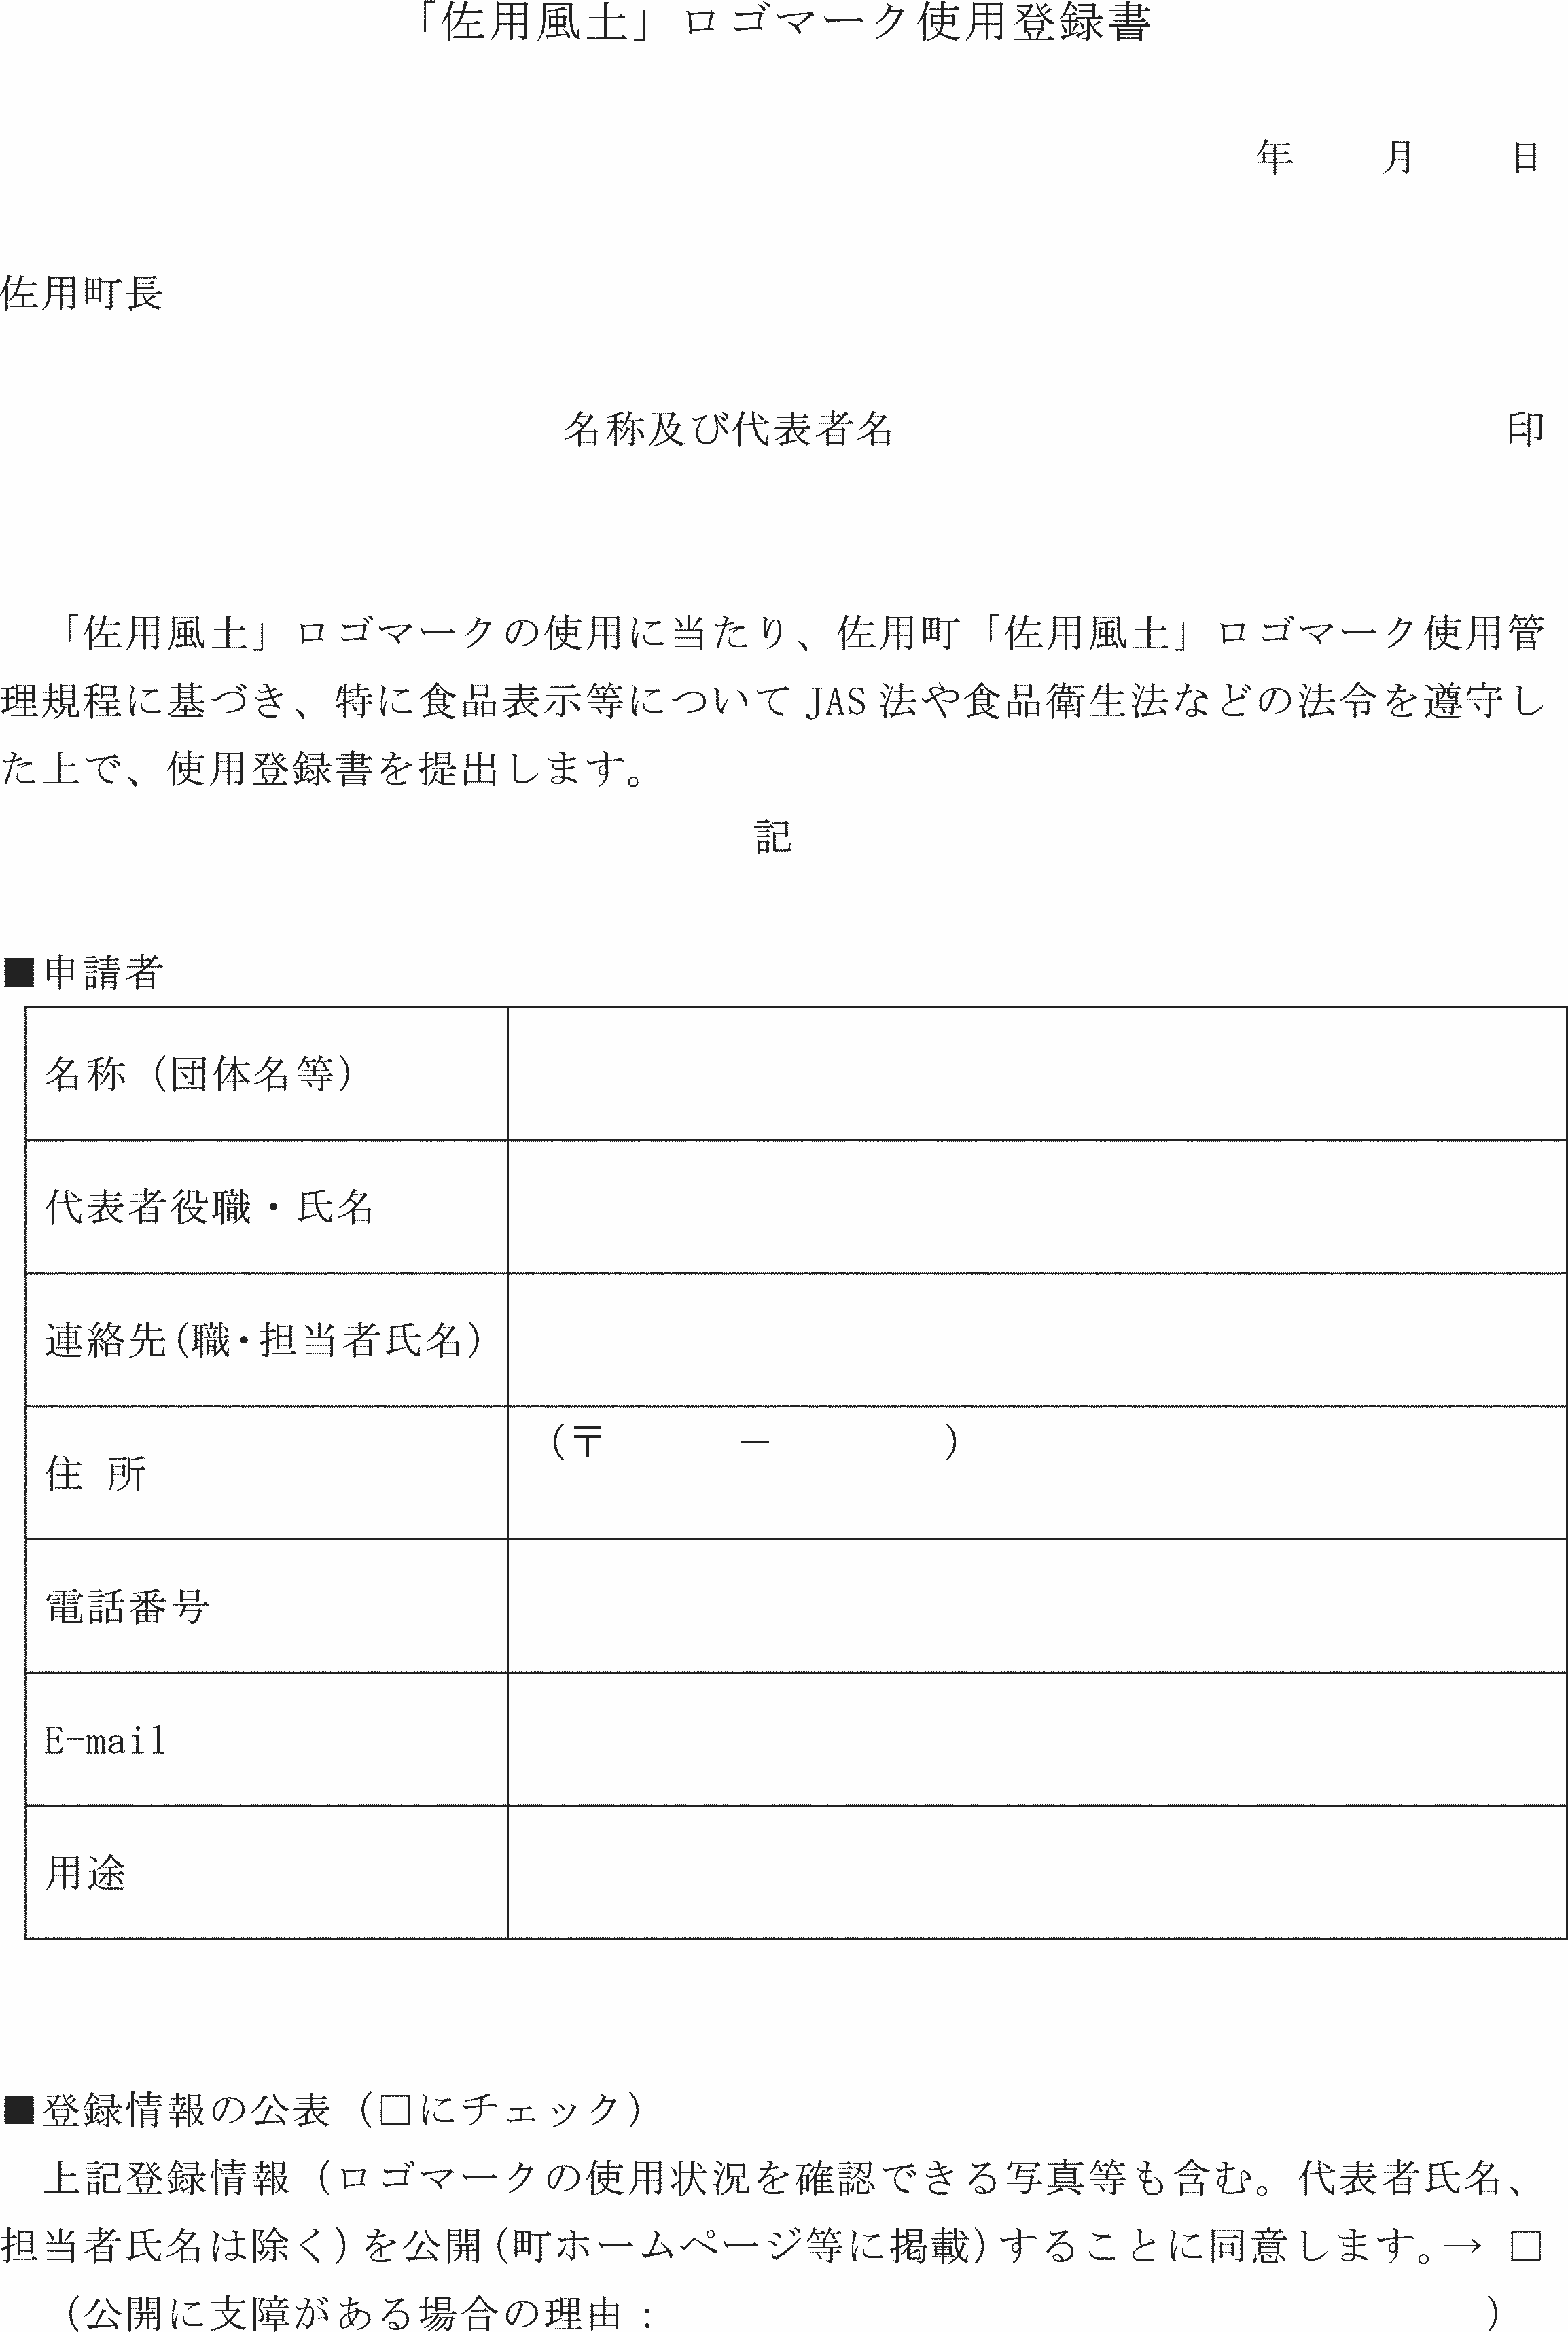 「佐用風土」ロゴマーク使用登録書
年　　月　　日
佐用町長
名称及び代表者名　　　　　　　　　　　　　　　印
「佐用風土」ロゴマークの使用に当たり、佐用町「佐用風土」ロゴマーク使用管
理規程に基づき、特に食品表示等についてJAS法や食品衛生法などの法令を遵守し
た上で、使用登録書を提出します。
記
■申請者
名称（団体名等）
代表者役職・氏名
連絡先(職・担当者氏名)
（〒　　　－　　　　）
住 所
電話番号
E-mail
用途
■登録情報の公表（□にチェック）
上記登録情報（ロゴマークの使用状況を確認できる写真等も含む。代表者氏名、
担当者氏名は除く)を公開(町ホームページ等に掲載)することに同意します。→ □
（公開に支障がある場合の理由：　　　　　　　　　　　　　　　　　　　　）